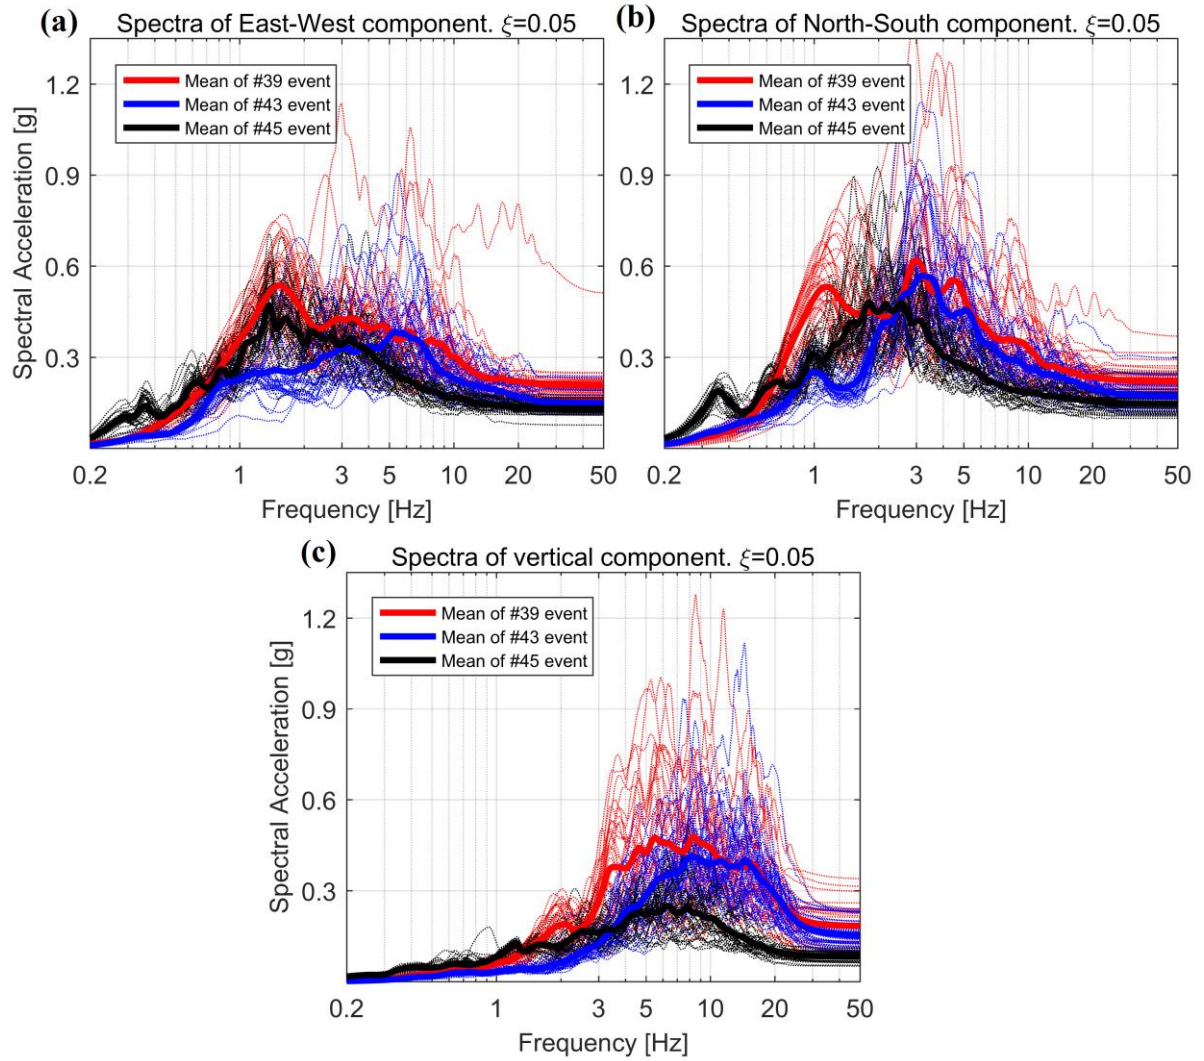 (a) Spectra of East-West component. ξ=0.05
Mean of #39 event
Mean of #43 event
Mean of #45 event
Spectral Acceleration [g]
1.2
0.9
0.6
0.3
0.2 1 3 5 10 20 50
Frequency [Hz]
(b) Spectra of North-South component. ξ=0.05
Mean of #39 event
Mean of #43 event
Mean of #45 event
Spectral Acceleration [g]
1.2
0.9
0.6
0.3
0.2 1 3 5 10 20 50
Frequency [Hz]
(c) Spectra of vertical component. ξ=0.05
Mean of #39 event
Mean of #43 event
Mean of #45 event
Spectral Acceleration [g]
1.2
0.9
0.6
0.3
0.2 1 3 5 10 20 50
Frequency [Hz]